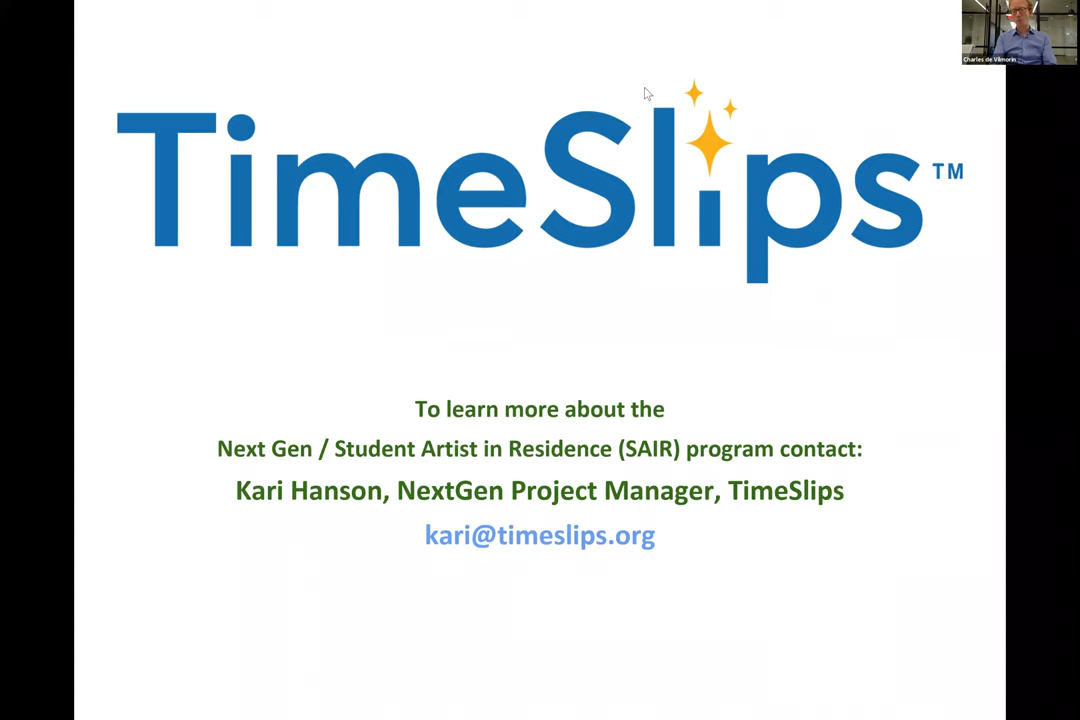 Charles de Vilmorin
TimeSlips™
To learn more about the
Next Gen / Student Artist in Residence (SAIR) program contact:
Kari Hanson, NextGen Project Manager, TimeSlips
kari@timeslips.org